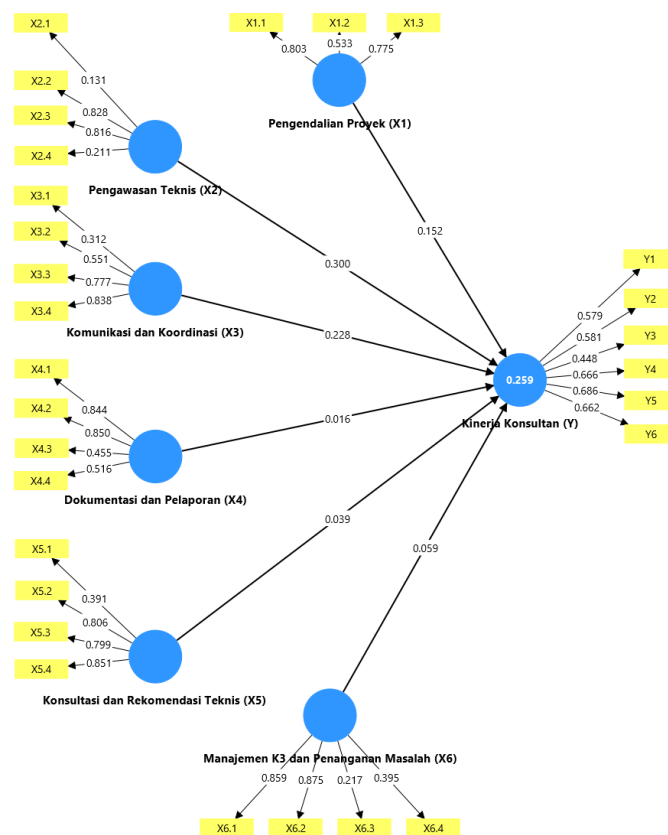 X2.1
X2.2
X2.3
X2.4
0.131
0.828
0.816
0.211
Pengawasan Teknis (X2)
X1.1
X1.2
X1.3
0.803
0.533
0.775
Pengendalian Proyek (X1)
X3.1
X3.2
X3.3
X3.4
0.312
0.551
0.777
0.838
Komunikasi dan Koordinasi (X3)
X4.1
X4.2
X4.3
X4.4
0.844
0.850
0.455
0.516
Dokumentasi dan Pelaporan (X4)
X5.1
X5.2
X5.3
X5.4
0.391
0.806
0.799
0.851
Konsultasi dan Rekomendasi Teknis (X5)
Manajemen K3 dan Penanganan Masalah (X6)
0.859
0.875
0.217
0.395
X6.1
X6.2
X6.3
X6.4
0.152
0.300
0.228
0.016
0.039
0.059
0.259
Kinerja Konsultan (Y)
0.579
0.581
0.448
0.666
0.686
0.662
Y1
Y2
Y3
Y4
Y5
Y6